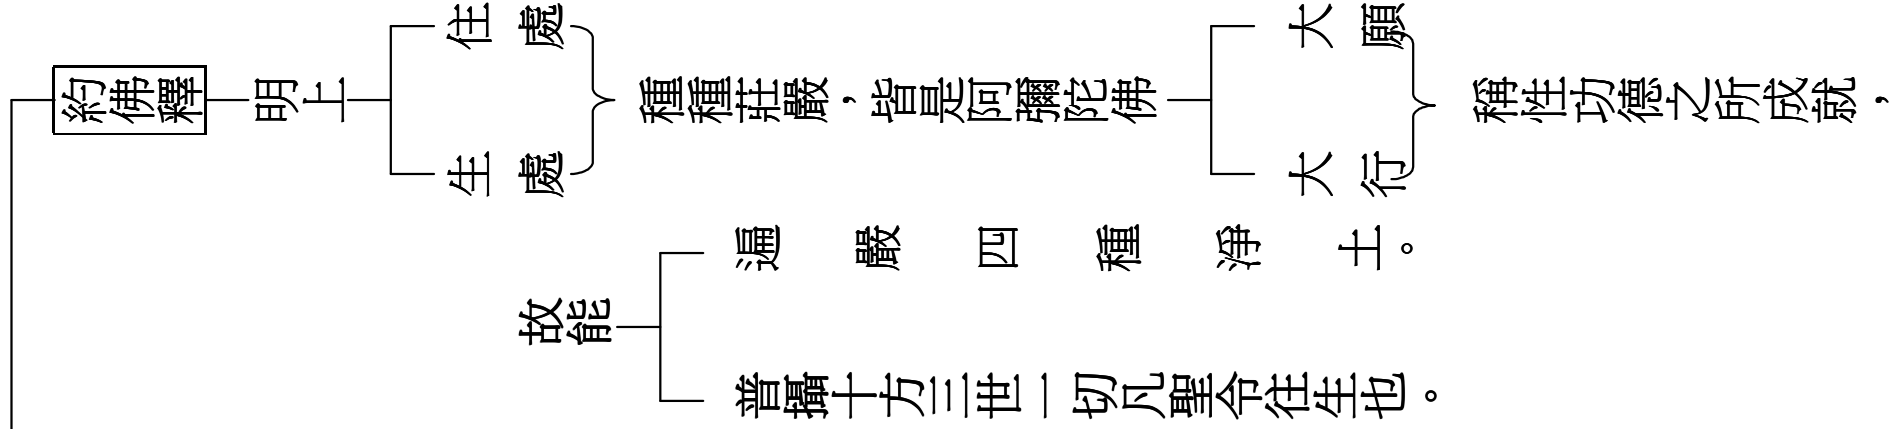 約佛釋
明上
住處
生處
種種莊嚴，皆是阿彌陀佛
大願
大行
稱性功德之所成就，
故能
遍嚴四種淨土。
普攝十方三世一切凡聖令往生也。